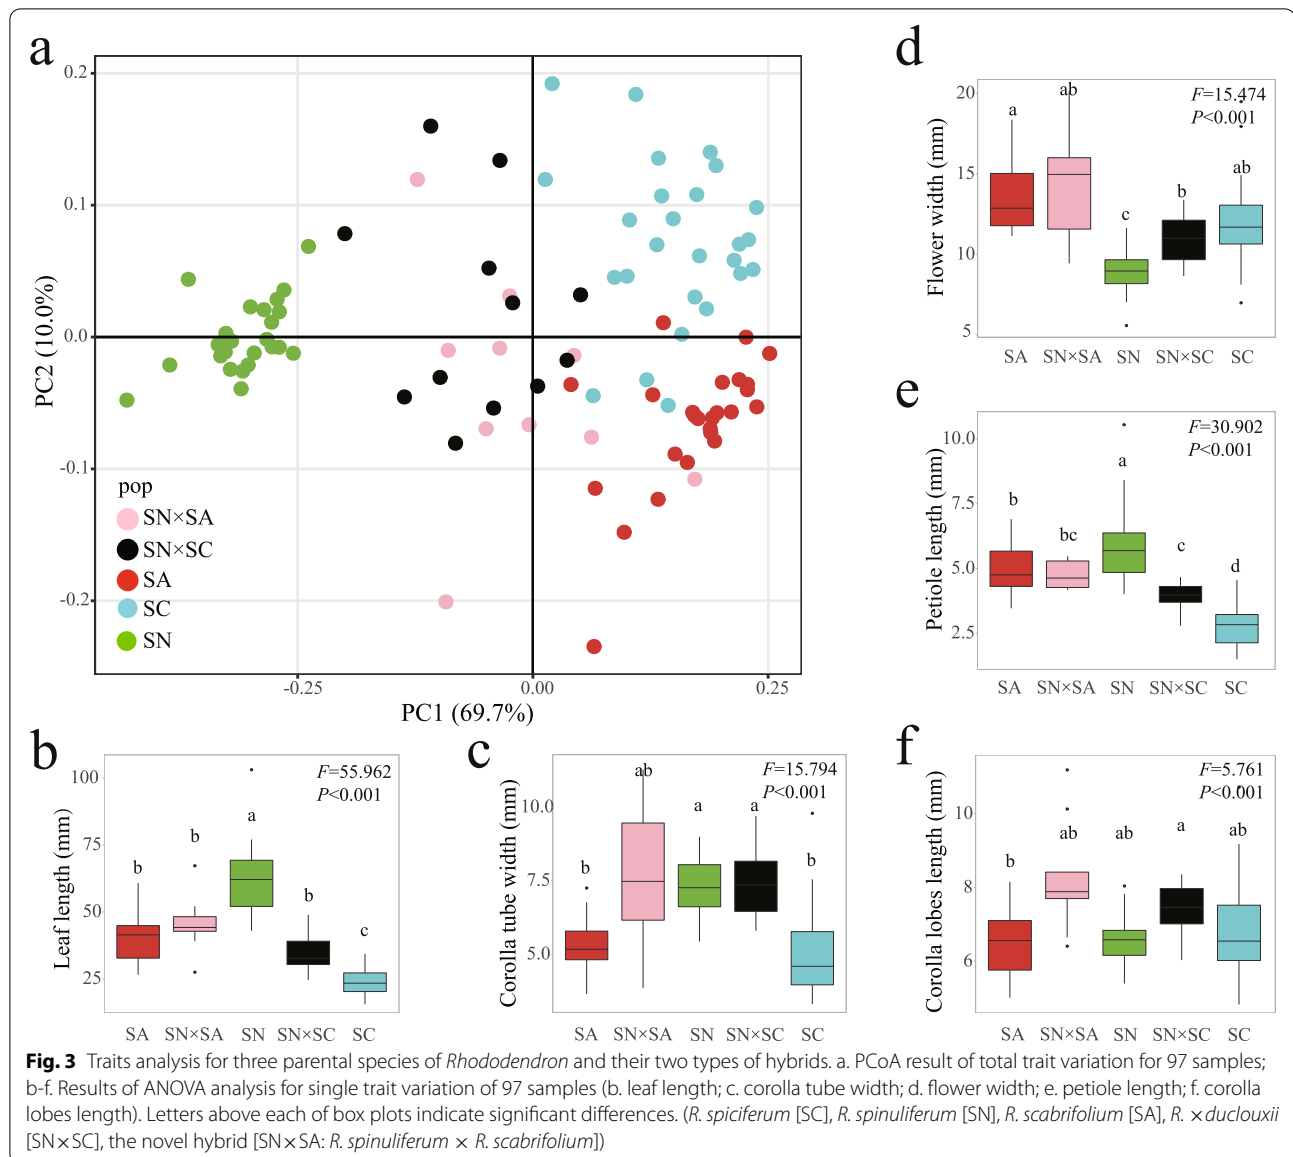 a
0.2
0.1
0.0
-0.1
-0.2
PC2 (10.0%)
pop
SN×SA
SN×SC
SA
SC
SN
-0.25
0.00
0.25
PC1 (69.7%)
d
Flower width (mm)
20
15
10
5
a
ab
c
b
ab
F=15.474
P<0.001
SA SN×SA SN SN×SC SC
e
Petiole length (mm)
10.0
7.5
5.0
2.5
b
bc
a
c
d
F=30.902
P<0.001
SA SN×SA SN SN×SC SC
b
Leaf length (mm)
100
75
50
25
b
b
a
b
c
F=55.962
P<0.001
SA SN×SA SN SN×SC SC
c
Corolla tube width (mm)
10.0
7.5
5.0
b
ab
a
a
b
F=15.794
P<0.001
SA SN×SA SN SN×SC SC
f
Corolla lobes length (mm)
10
8
6
b
ab
ab
a
ab
F=5.761
P<0.001
SA SN×SA SN SN×SC SC
Fig. 3 Traits analysis for three parental species of Rhododendron and their two types of hybrids. a. PCoA result of total trait variation for 97 samples;
b-f. Results of ANOVA analysis for single trait variation of 97 samples (b. leaf length; c. corolla tube width; d. flower width; e. petiole length; f. corolla
lobes length). Letters above each of box plots indicate significant differences. (R. spiciferum [SC], R. spinuliferum [SN], R. scabrifolium [SA], R. ×duclouxii
[SN×SC], the novel hybrid [SN×SA: R. spinuliferum × R. scabrifolium])